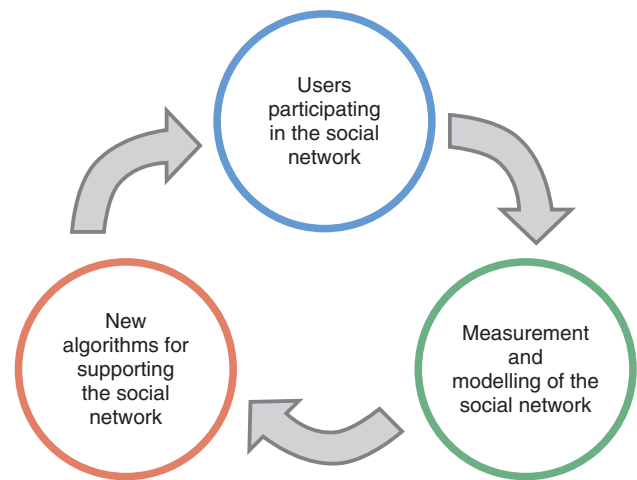 Users
participating
in the social
network
Measurement
and
modelling of the
social network
New
algorithms for
supporting
the social
network